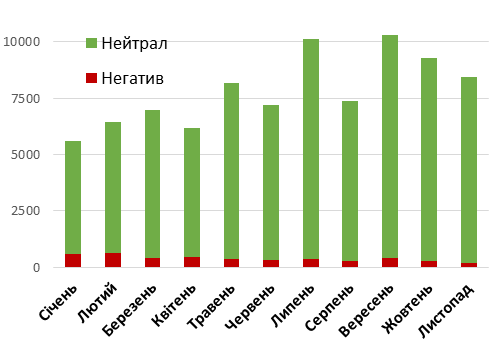 10000
7500
5000
2500
0
Нейтрал
Негатив
Січень
Лютий
Березень
Квітень
Травень
Червень
Липень
Серпень
Вересень
Жовтень
Листопад